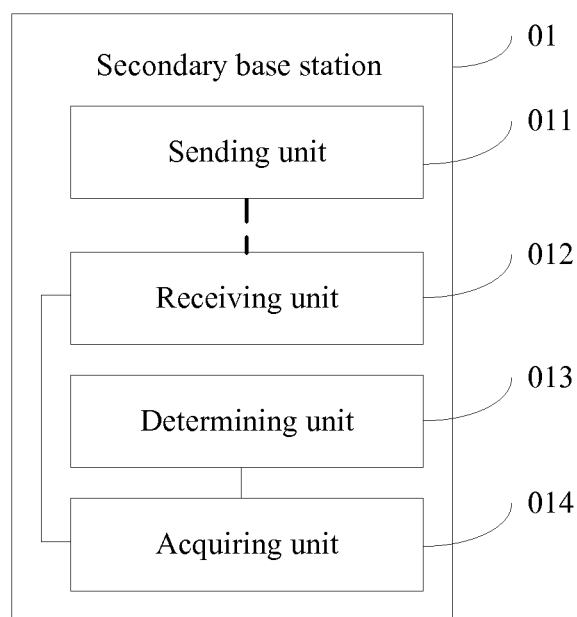 01
Secondary base station
011
Sending unit
012
Receiving unit
013
Determining unit
014
Acquiring unit